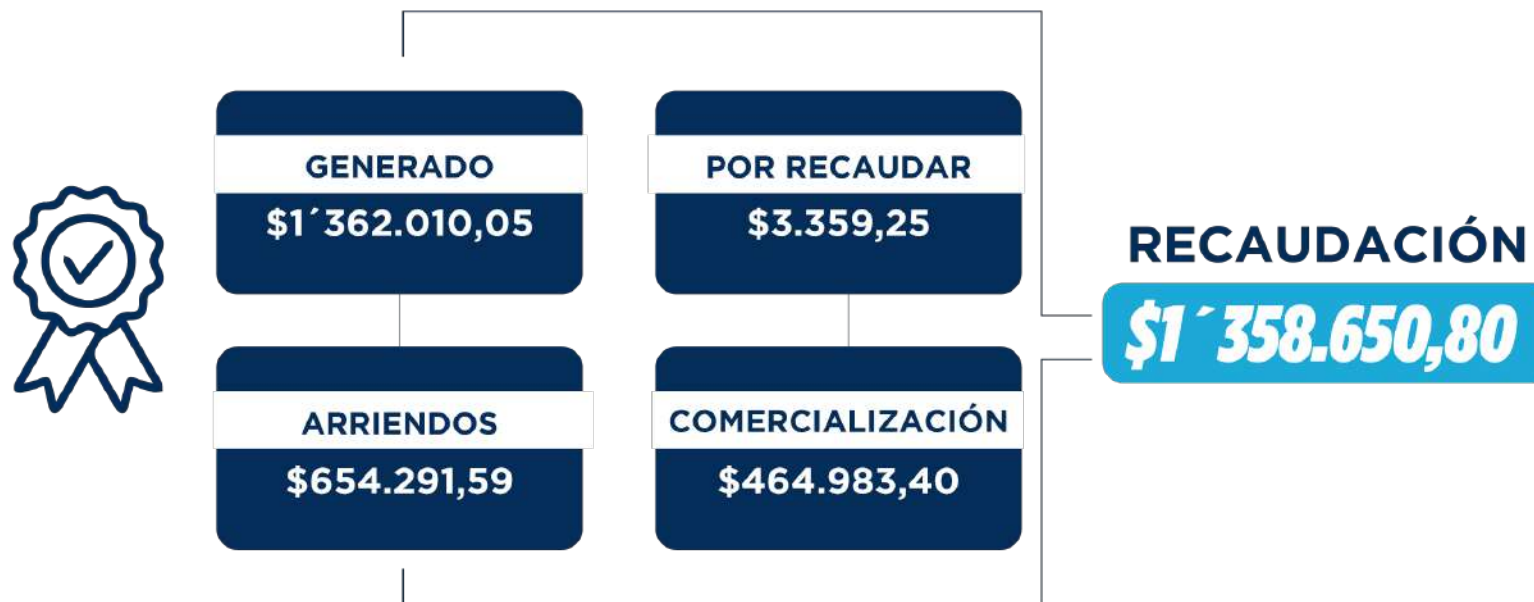 GENERADO
$1´362.010,05
POR RECAUDAR
$3.359,25
ARRIENDOS
$654.291,59
COMERCIALIZACIÓN
$464.983,40
RECAUDACIÓN
$1´358.650,80